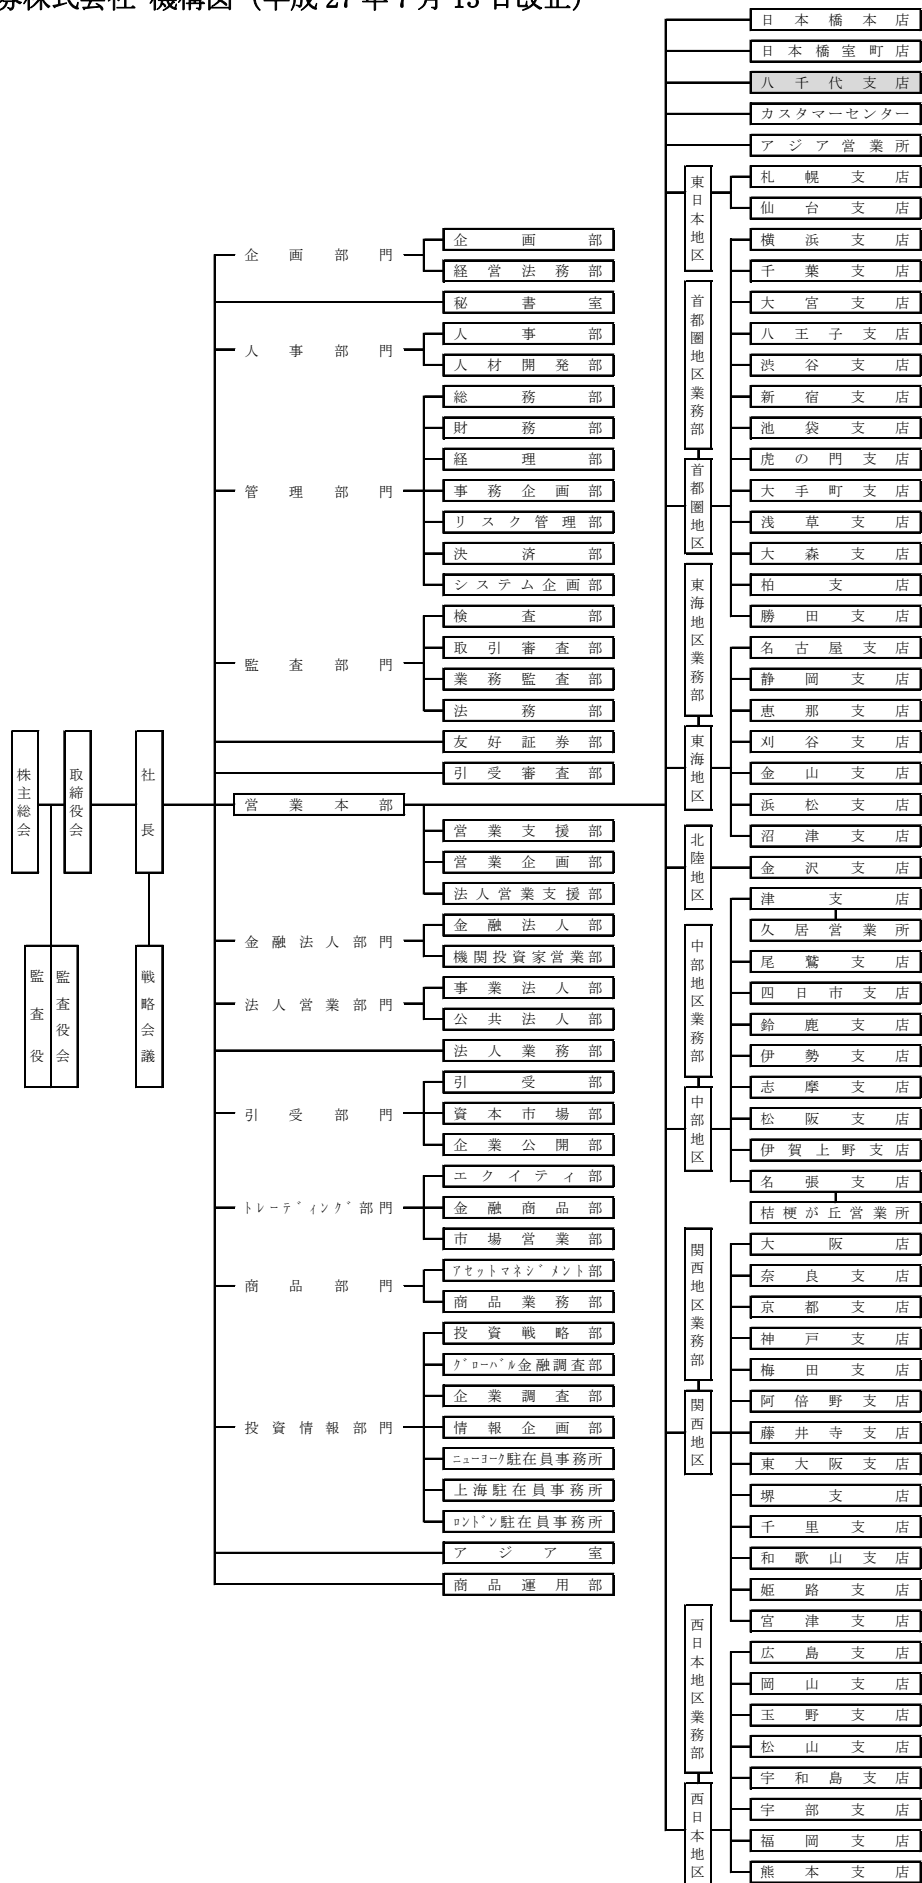 券株式会社 機構図（平成 27 年 7 月 13 日改正）
株主総会
取締役会
監査役
監査役会
社長
戦略会議
企画部門
企画部
経営法務部
秘書室
人事部門
人事部
人材開発部
管理部門
総務部
財務部
経理部
事務企画部
リスク管理部
決済部
システム企画部
監査部門
検査部
取引審査部
業務監査部
法務部
友好証券部
引受審査部
営業本部
営業支援部
営業企画部
法人営業支援部
金融法人部門
金融法人部
機関投資家営業部
法人営業部門
事業法人部
公共法人部
法人業務部
引受部門
引受部
資本市場部
企業公開部
ﾄﾚｰﾃﾞｨﾝｸﾞ部門
エクイティ部
金融商品部
市場営業部
商品部門
ｱｾｯﾄﾏﾈｼﾞﾒﾝﾄ部
商品業務部
投資情報部門
投資戦略部
ｸﾞﾛｰﾊﾞﾙ金融調査部
企業調査部
情報企画部
ﾆｭｰﾖｰｸ駐在員事務所
上海駐在員事務所
ﾛﾝﾄﾞﾝ駐在員事務所
アジア室
商品運用部
日本橋本店
日本橋室町店
八千代支店
カスタマーセンター
アジア営業所
東日本地区
札幌支店
仙台支店
首都圏地区業務部
首都圏地区
横浜支店
千葉支店
大宮支店
八王子支店
渋谷支店
新宿支店
池袋支店
虎の門支店
大手町支店
浅草支店
大森支店
柏支店
勝田支店
東海地区業務部
東海地区
名古屋支店
静岡支店
恵那支店
刈谷支店
金山支店
浜松支店
沼津支店
北陸地区
金沢支店
中部地区業務部
中部地区
津支店
久居営業所
尾鷲支店
四日市支店
鈴鹿支店
伊勢支店
志摩支店
松阪支店
伊賀上野支店
名張支店
桔梗が丘営業所
関西地区業務部
関西地区
大阪店
奈良支店
京都支店
神戸支店
梅田支店
阿倍野支店
藤井寺支店
東大阪支店
堺支店
千里支店
和歌山支店
姫路支店
宮津支店
西日本地区業務部
西日本地区
広島支店
岡山支店
玉野支店
松山支店
宇和島支店
宇部支店
福岡支店
熊本支店